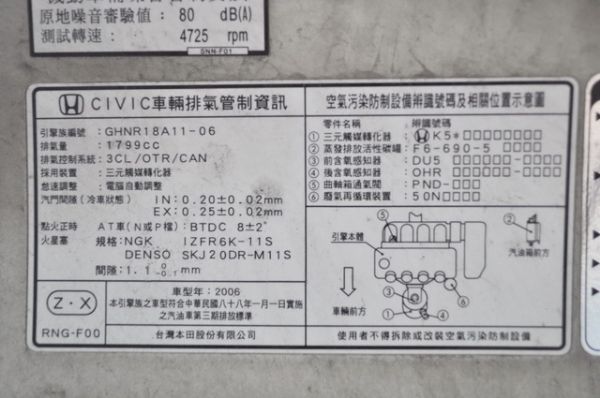 原地噪音審驗值： 80 dB(A)
測試轉速： 4725 rpm
SNN-F01
CIVIC車輛排氣管制資訊
引擎族編號：GHNR18A11-06
排氣量：1799cc
排氣控制系統：3CL/OTR/CAN
採用裝置：三元觸媒轉化器
怠速調整：電腦自動調整
汽門間隙(冷車狀態) IN：0.20±0.02mm
EX：0.25±0.02mm
點火正時 AT車(N或P檔)：BTDC 8±2°
火星塞 規格：NGK IZFR6K-11S
DENSO SKJ20DR-M11S
間隙：1.1 0/-0.1 mm
Z·X
RNG-F00
車型年：2006
本引擎族之車型符合中華民國八十八年一月一日實施
之汽油車第三期排放標準
台灣本田股份有限公司
空氣污染防制設備辨識號碼及相關位置示意圖
零件名稱 辨識號碼
①三元觸媒轉化器：K5*□□□□□□□□
②蒸發排放活性碳罐：F6-690-5 □□□□
③前含氧感知器：DU5 □□□□□□-□□□□
④後含氧感知器：OHR □□□□□□-□□□□
⑤曲軸箱通氣閥：PND-□□□
⑥廢氣再循環裝置：50N□□□□
引擎本體
⑤
②
汽油箱前方
③
⑥
①
④
車輛前方
使用者不得拆除或改裝空氣污染防制設備